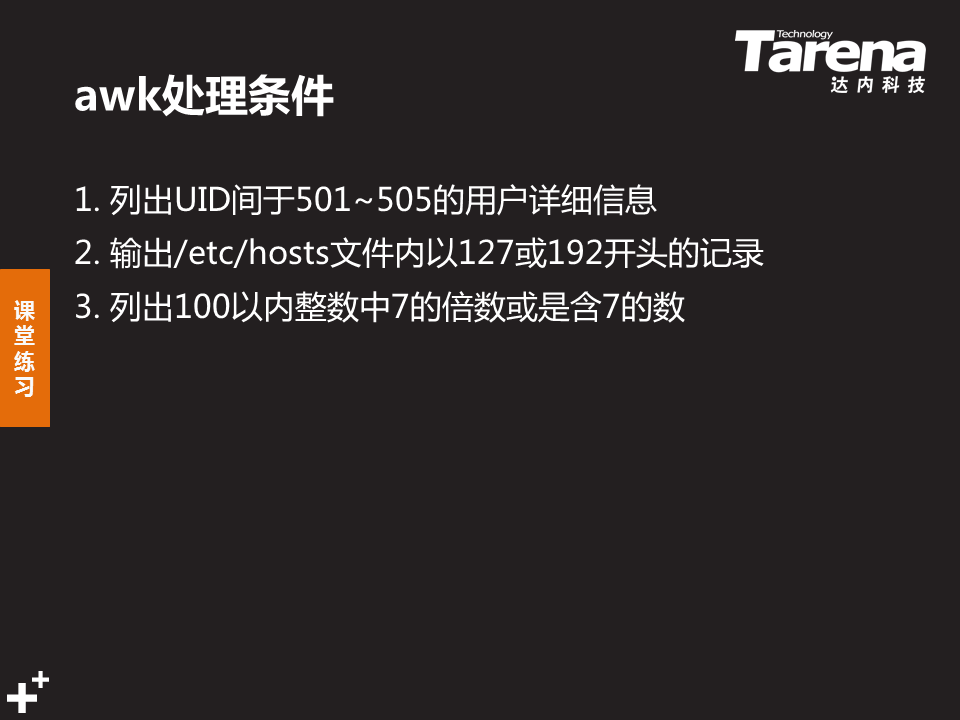 Technology
Tarena
达内科技
awk处理条件
1. 列出UID间于501~505的用户详细信息
2. 输出/etc/hosts文件内以127或192开头的记录
3. 列出100以内整数中7的倍数或是含7的数
课
堂
练
习